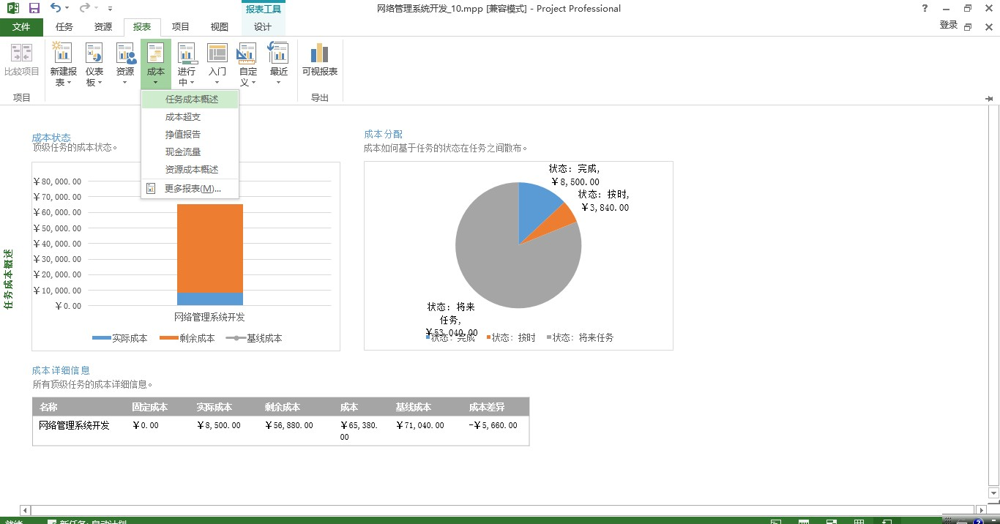 网络管理系统开发_10.mpp [兼容模式] - Project Professional
报表工具
文件 任务 资源 报表 项目 视图 设计 登录
比较项目 新建报表 仪表板 资源 成本 进行中 入门 自定义 最近 可视报表
项目 导出
任务成本概述
成本超支
挣值报告
现金流量
资源成本概述
更多报表(M)...
任务成本概述
成本状态
顶级任务的成本状态。
¥80,000.00
¥70,000.00
¥60,000.00
¥50,000.00
¥40,000.00
¥30,000.00
¥20,000.00
¥10,000.00
¥0.00
网络管理系统开发
实际成本 剩余成本 基线成本
成本分配
成本如何基于任务的状态在任务之间散布。
状态: 完成,
¥8,500.00
状态: 按时,
¥3,840.00
状态: 将来
任务,
¥53,040.00
状态: 完成 状态: 按时 状态: 将来任务
成本详细信息
所有顶级任务的成本详细信息。
名称 固定成本 实际成本 剩余成本 成本 基线成本 成本差异
网络管理系统开发 ¥0.00 ¥8,500.00 ¥56,880.00 ¥65,380.00 ¥71,040.00 -¥5,660.00
就绪 新任务: 自动计划